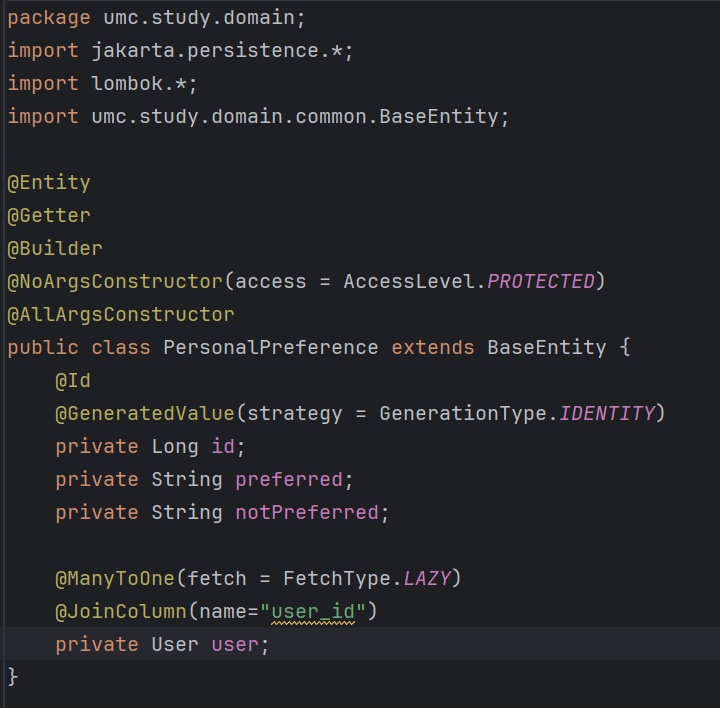 package umc.study.domain;
import jakarta.persistence.*;
import lombok.*;
import umc.study.domain.common.BaseEntity;

@Entity
@Getter
@Builder
@NoArgsConstructor(access = AccessLevel.PROTECTED)
@AllArgsConstructor
public class PersonalPreference extends BaseEntity {
    @Id
    @GeneratedValue(strategy = GenerationType.IDENTITY)
    private Long id;
    private String preferred;
    private String notPreferred;

    @ManyToOne(fetch = FetchType.LAZY)
    @JoinColumn(name="user_id")
    private User user;
}